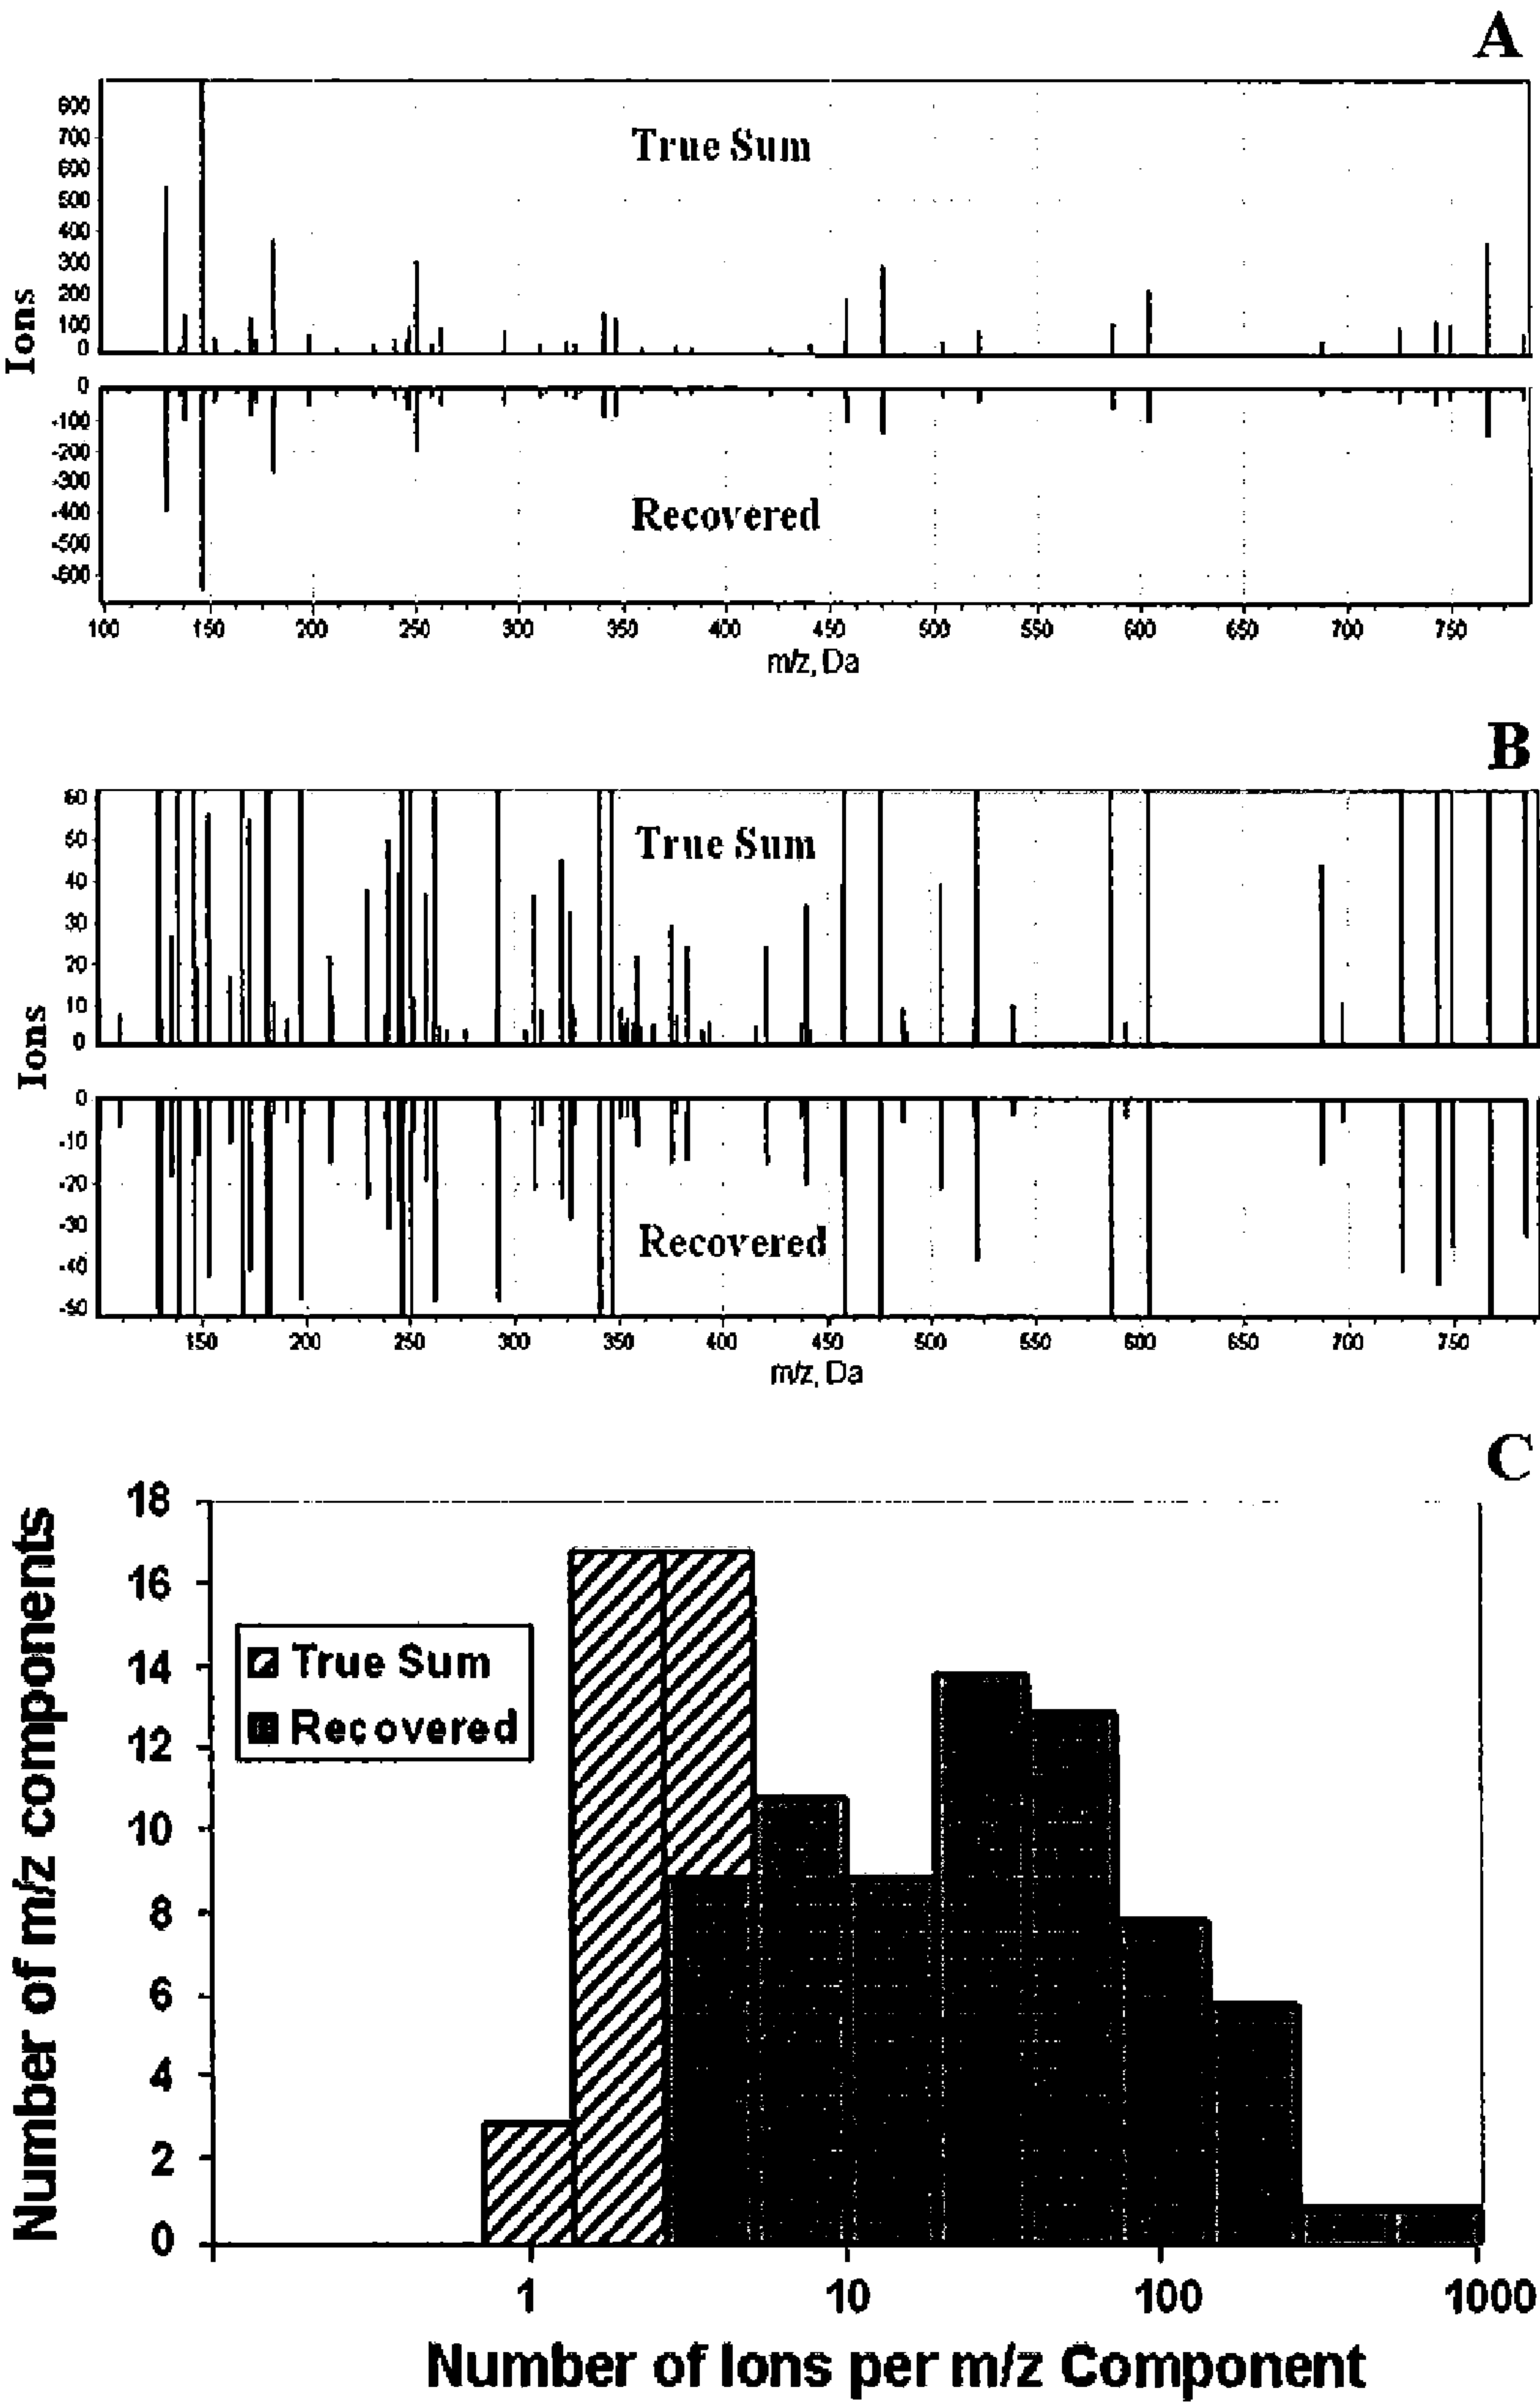 A
800
700
600
500
400
300
200
100
0
True Sum
Ions
0
-100
-200
-300
-400
-500
-600
Recovered
100 150 200 250 300 350 400 450 500 550 600 650 700 750
m/z, Da
B
60
50
40
30
20
10
0
True Sum
Ions
0
-10
-20
-30
-40
-50
Recovered
150 200 250 300 350 400 450 500 550 600 650 700 750
m/z, Da
C
Number of m/z components
18
16
14
12
10
8
6
4
2
0
True Sum
Recovered
1 10 100 1000
Number of Ions per m/z Component